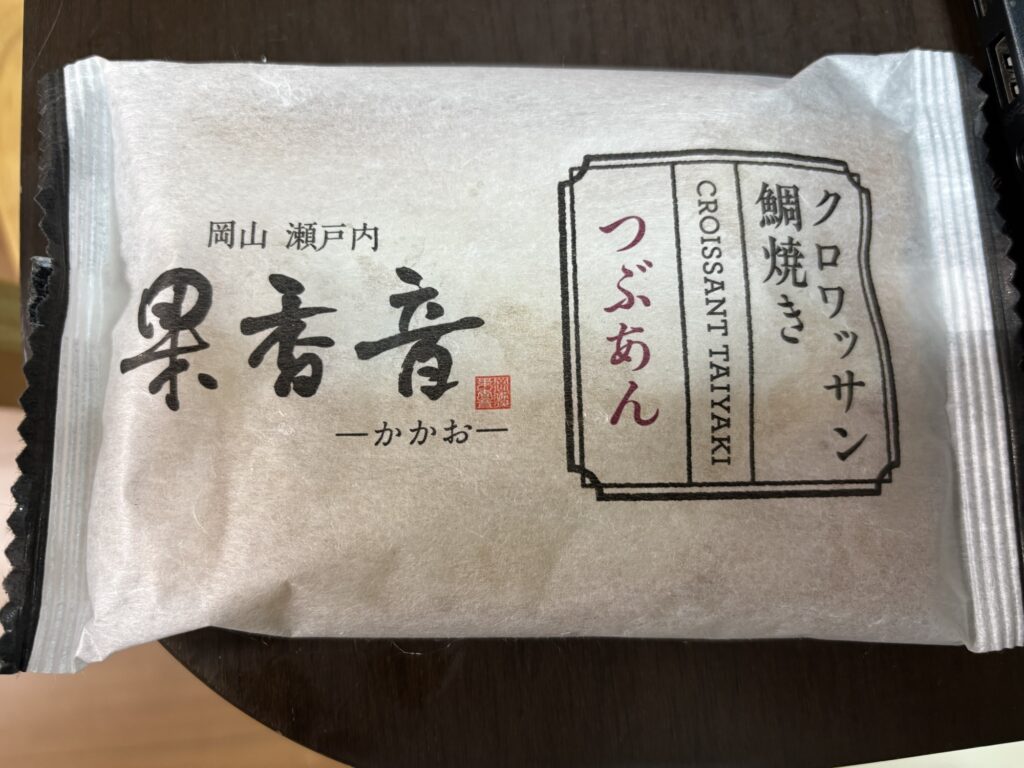 岡山 瀬戸内
果香音
—かかお—
クロワッサン
鯛焼き
CROISSANT TAIYAKI
つぶあん